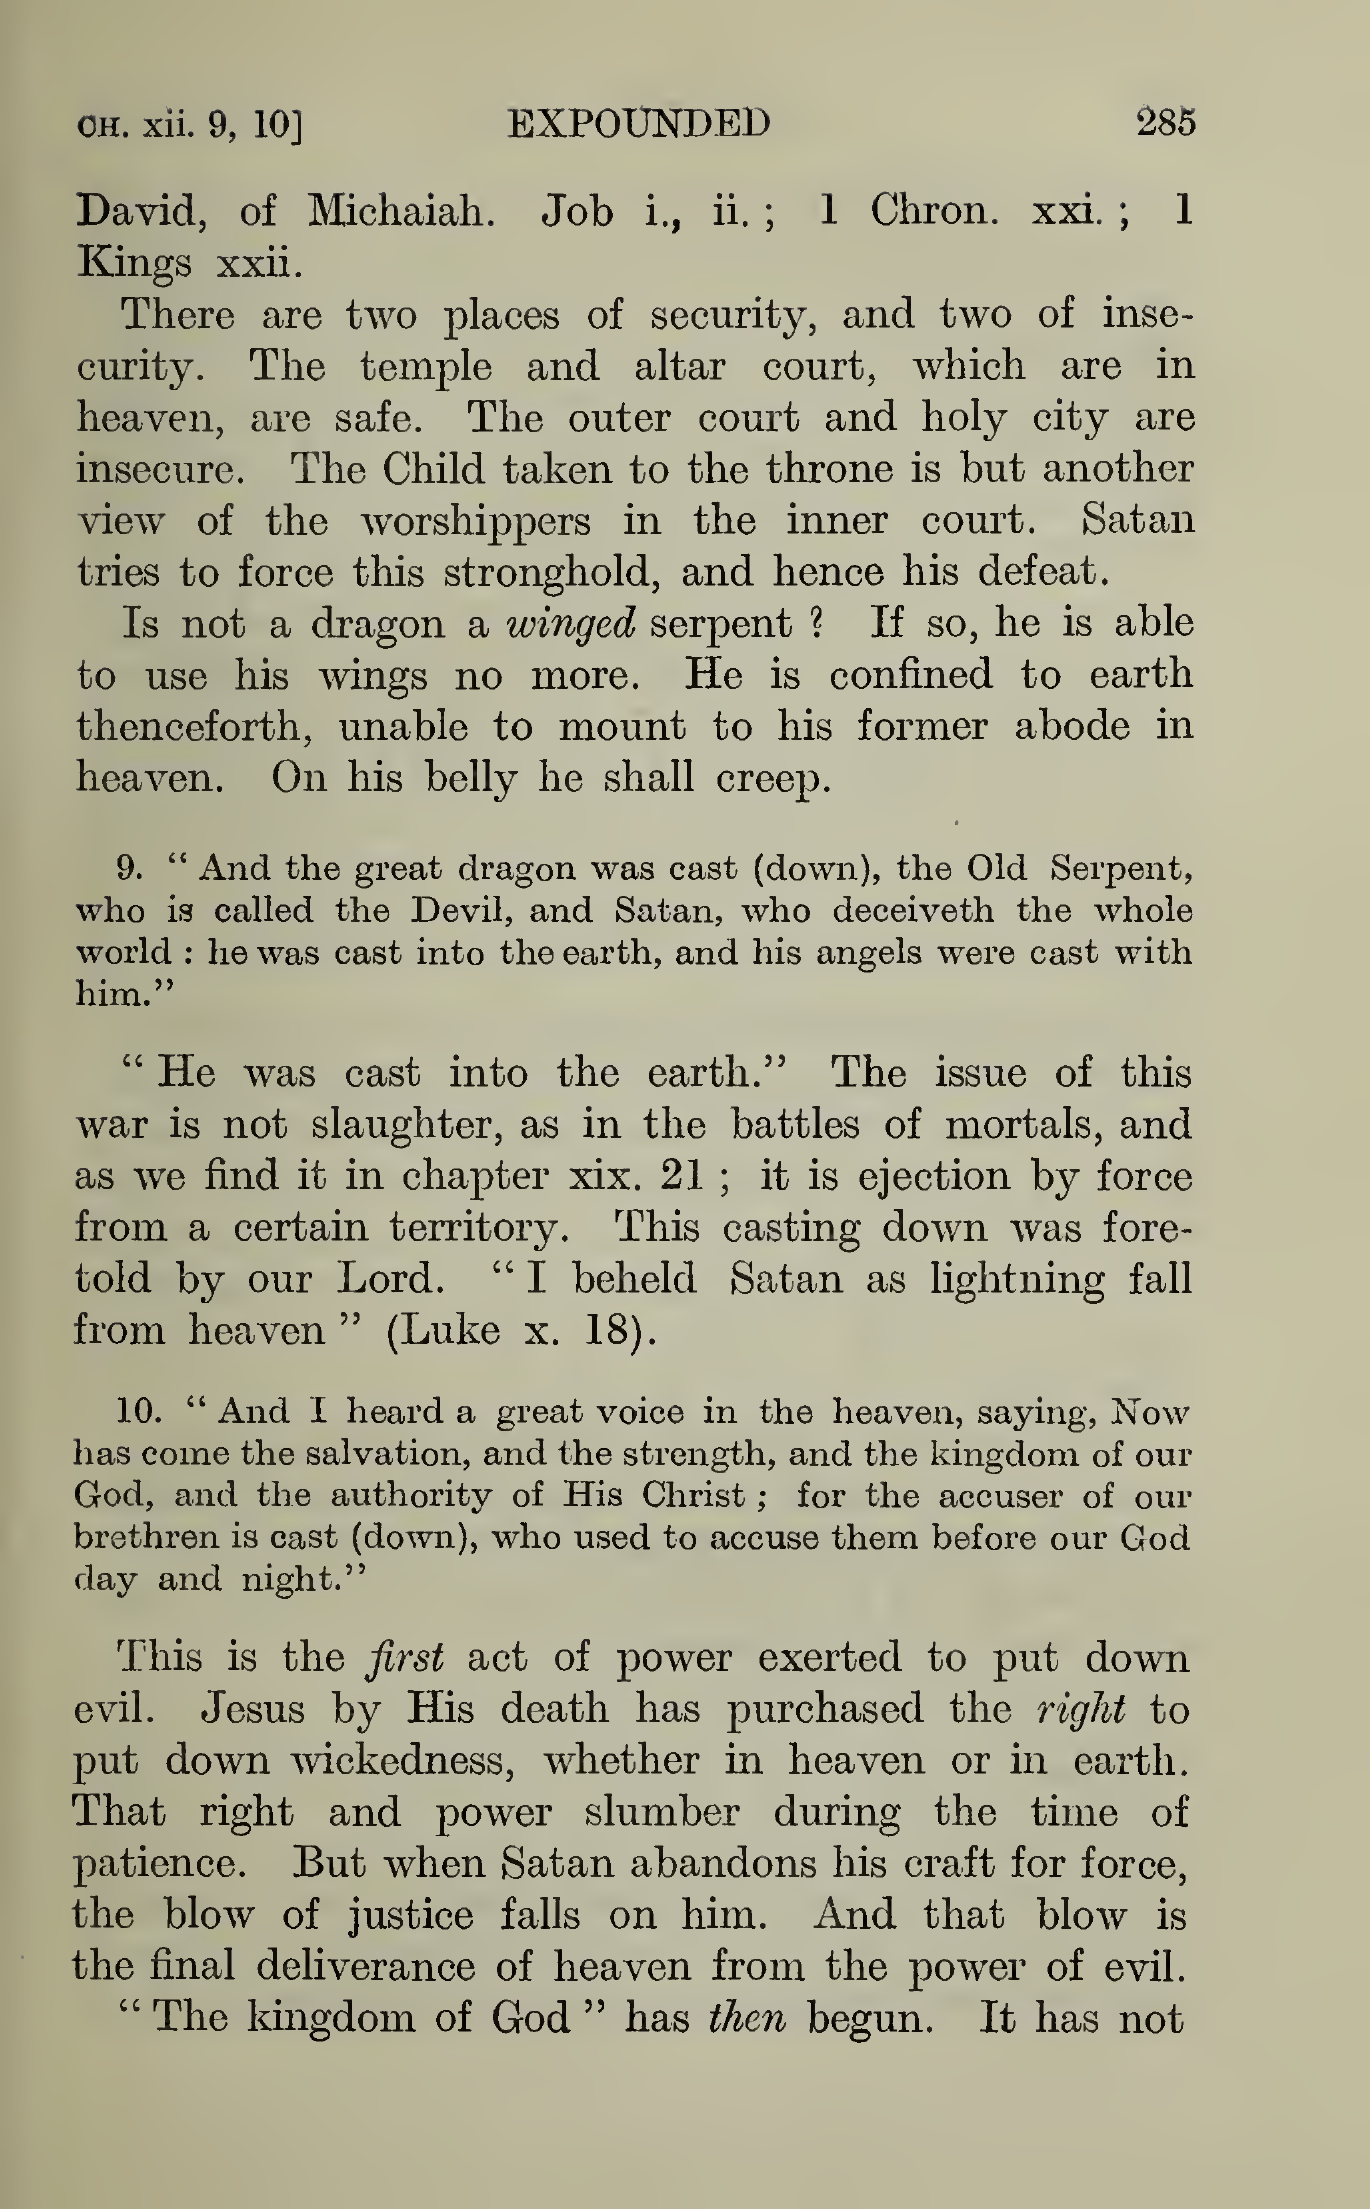 CH. xii. 9, 10] EXPOUNDED 285
David, of Michaiah. Job i., ii. ; 1 Chron. xxi. ; 1
Kings xxii.
There are two places of security, and two of inse-
curity. The temple and altar court, which are in
heaven, are safe. The outer court and holy city are
insecure. The Child taken to the throne is but another
view of the worshippers in the inner court. Satan
tries to force this stronghold, and hence his defeat.
Is not a dragon a winged serpent ? If so, he is able
to use his wings no more. He is confined to earth
thenceforth, unable to mount to his former abode in
heaven. On his belly he shall creep.
9. “ And the great dragon was cast (down), the Old Serpent,
who is called the Devil, and Satan, who deceiveth the whole
world : he was cast into the earth, and his angels were cast with
him.”
“ He was cast into the earth.” The issue of this
war is not slaughter, as in the battles of mortals, and
as we find it in chapter xix. 21 ; it is ejection by force
from a certain territory. This casting down was fore-
told by our Lord. “ I beheld Satan as lightning fall
from heaven ” (Luke x. 18).
10. “ And I heard a great voice in the heaven, saying, Now
has come the salvation, and the strength, and the kingdom of our
God, and the authority of His Christ ; for the accuser of our
brethren is cast (down), who used to accuse them before our God
day and night.”
This is the first act of power exerted to put down
evil. Jesus by His death has purchased the right to
put down wickedness, whether in heaven or in earth.
That right and power slumber during the time of
patience. But when Satan abandons his craft for force,
the blow of justice falls on him. And that blow is
the final deliverance of heaven from the power of evil.
“ The kingdom of God ” has then begun. It has not